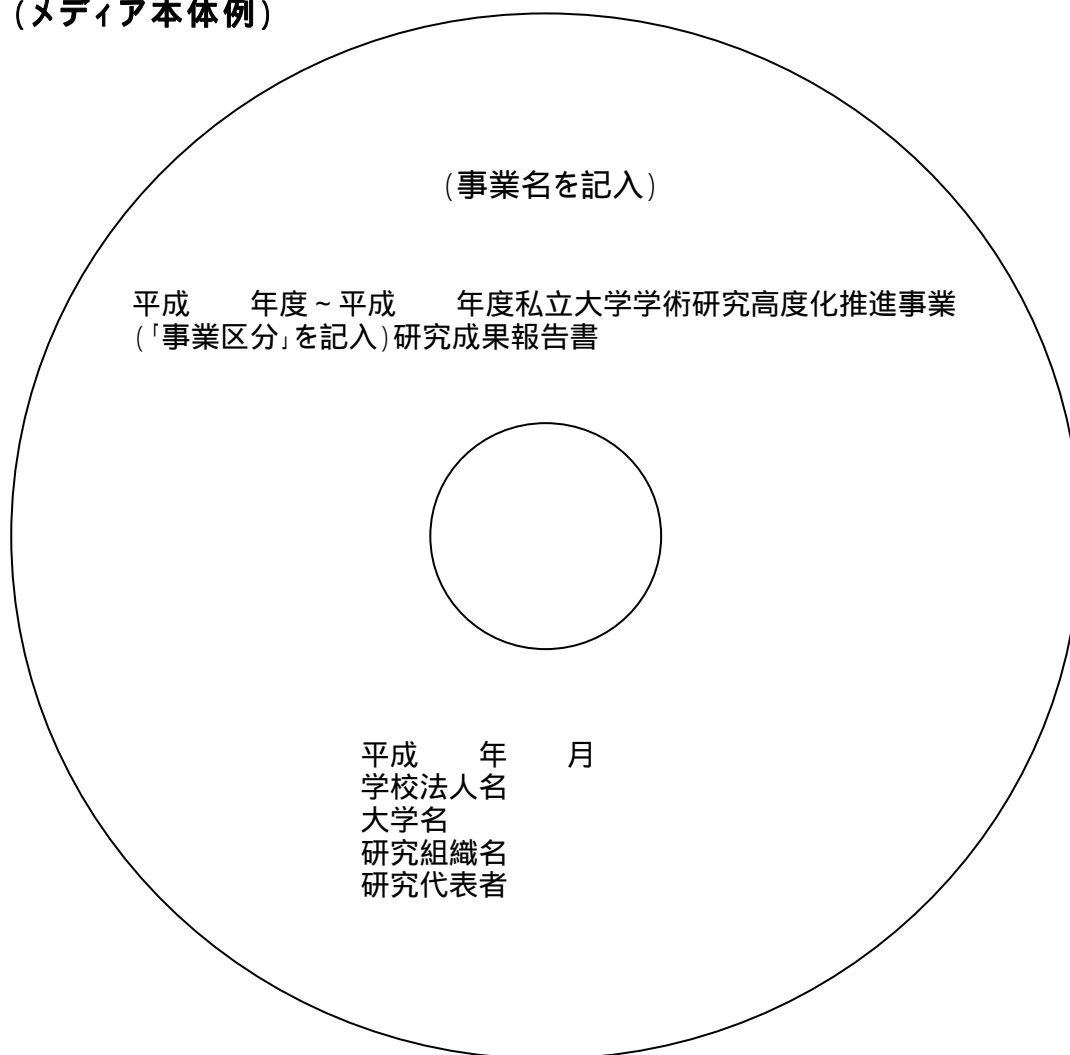 (メディア本体例)
(事業名を記入)
平成　　年度～平成　　年度私立大学学術研究高度化推進事業
(「事業区分」を記入)研究成果報告書
平成　　年　　月
学校法人名
大学名
研究組織名
研究代表者